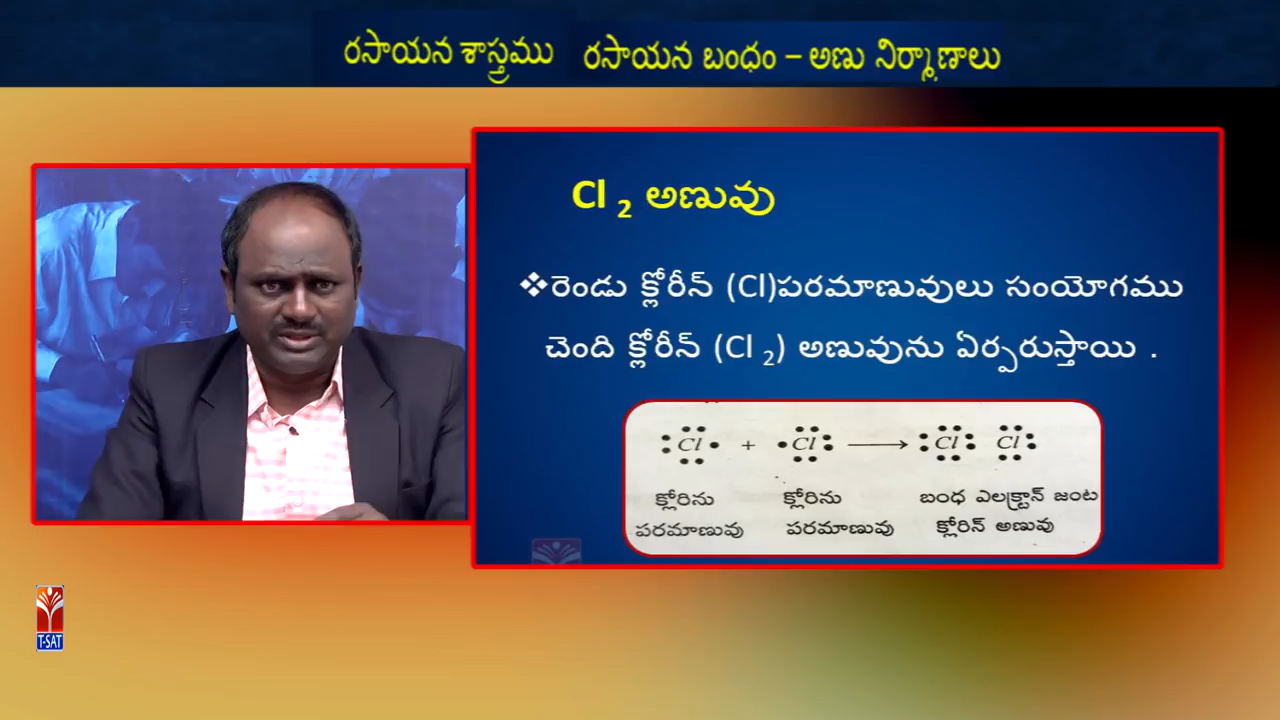 రసాయన శాస్త్రము రసాయన బంధం – అణు నిర్మాణాలు
Cl 2 అణువు
❖రెండు క్లోరీన్ (Cl)పరమాణువులు సంయోగము
చెంది క్లోరీన్ (Cl 2) అణువును ఏర్పరుస్తాయి .
Cl + Cl ⟶ Cl Cl
క్లోరిను క్లోరిను బంధ ఎలక్ట్రాన్ జంట
పరమాణువు పరమాణువు క్లోరిన్ అణువు
T-SAT